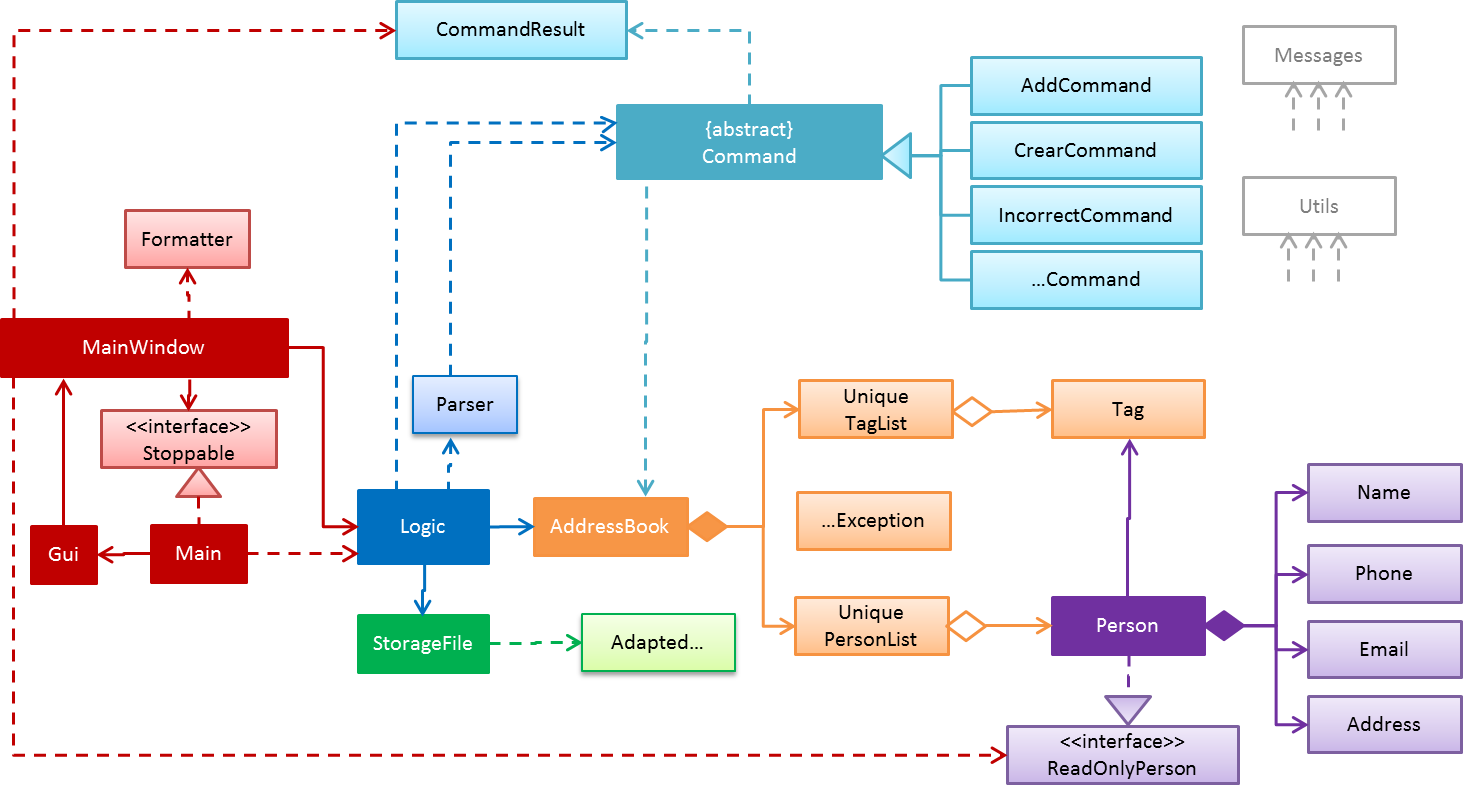 CommandResult
Messages
AddCommand
{abstract}
Command
CrearCommand
IncorrectCommand
Utils
...Command
Formatter
MainWindow
Parser
Unique
TagList
Tag
<<interface>>
Stoppable
Name
Logic
AddressBook
...Exception
Gui
Main
Phone
Unique
PersonList
Person
StorageFile
Adapted...
Email
Address
<<interface>>
ReadOnlyPerson